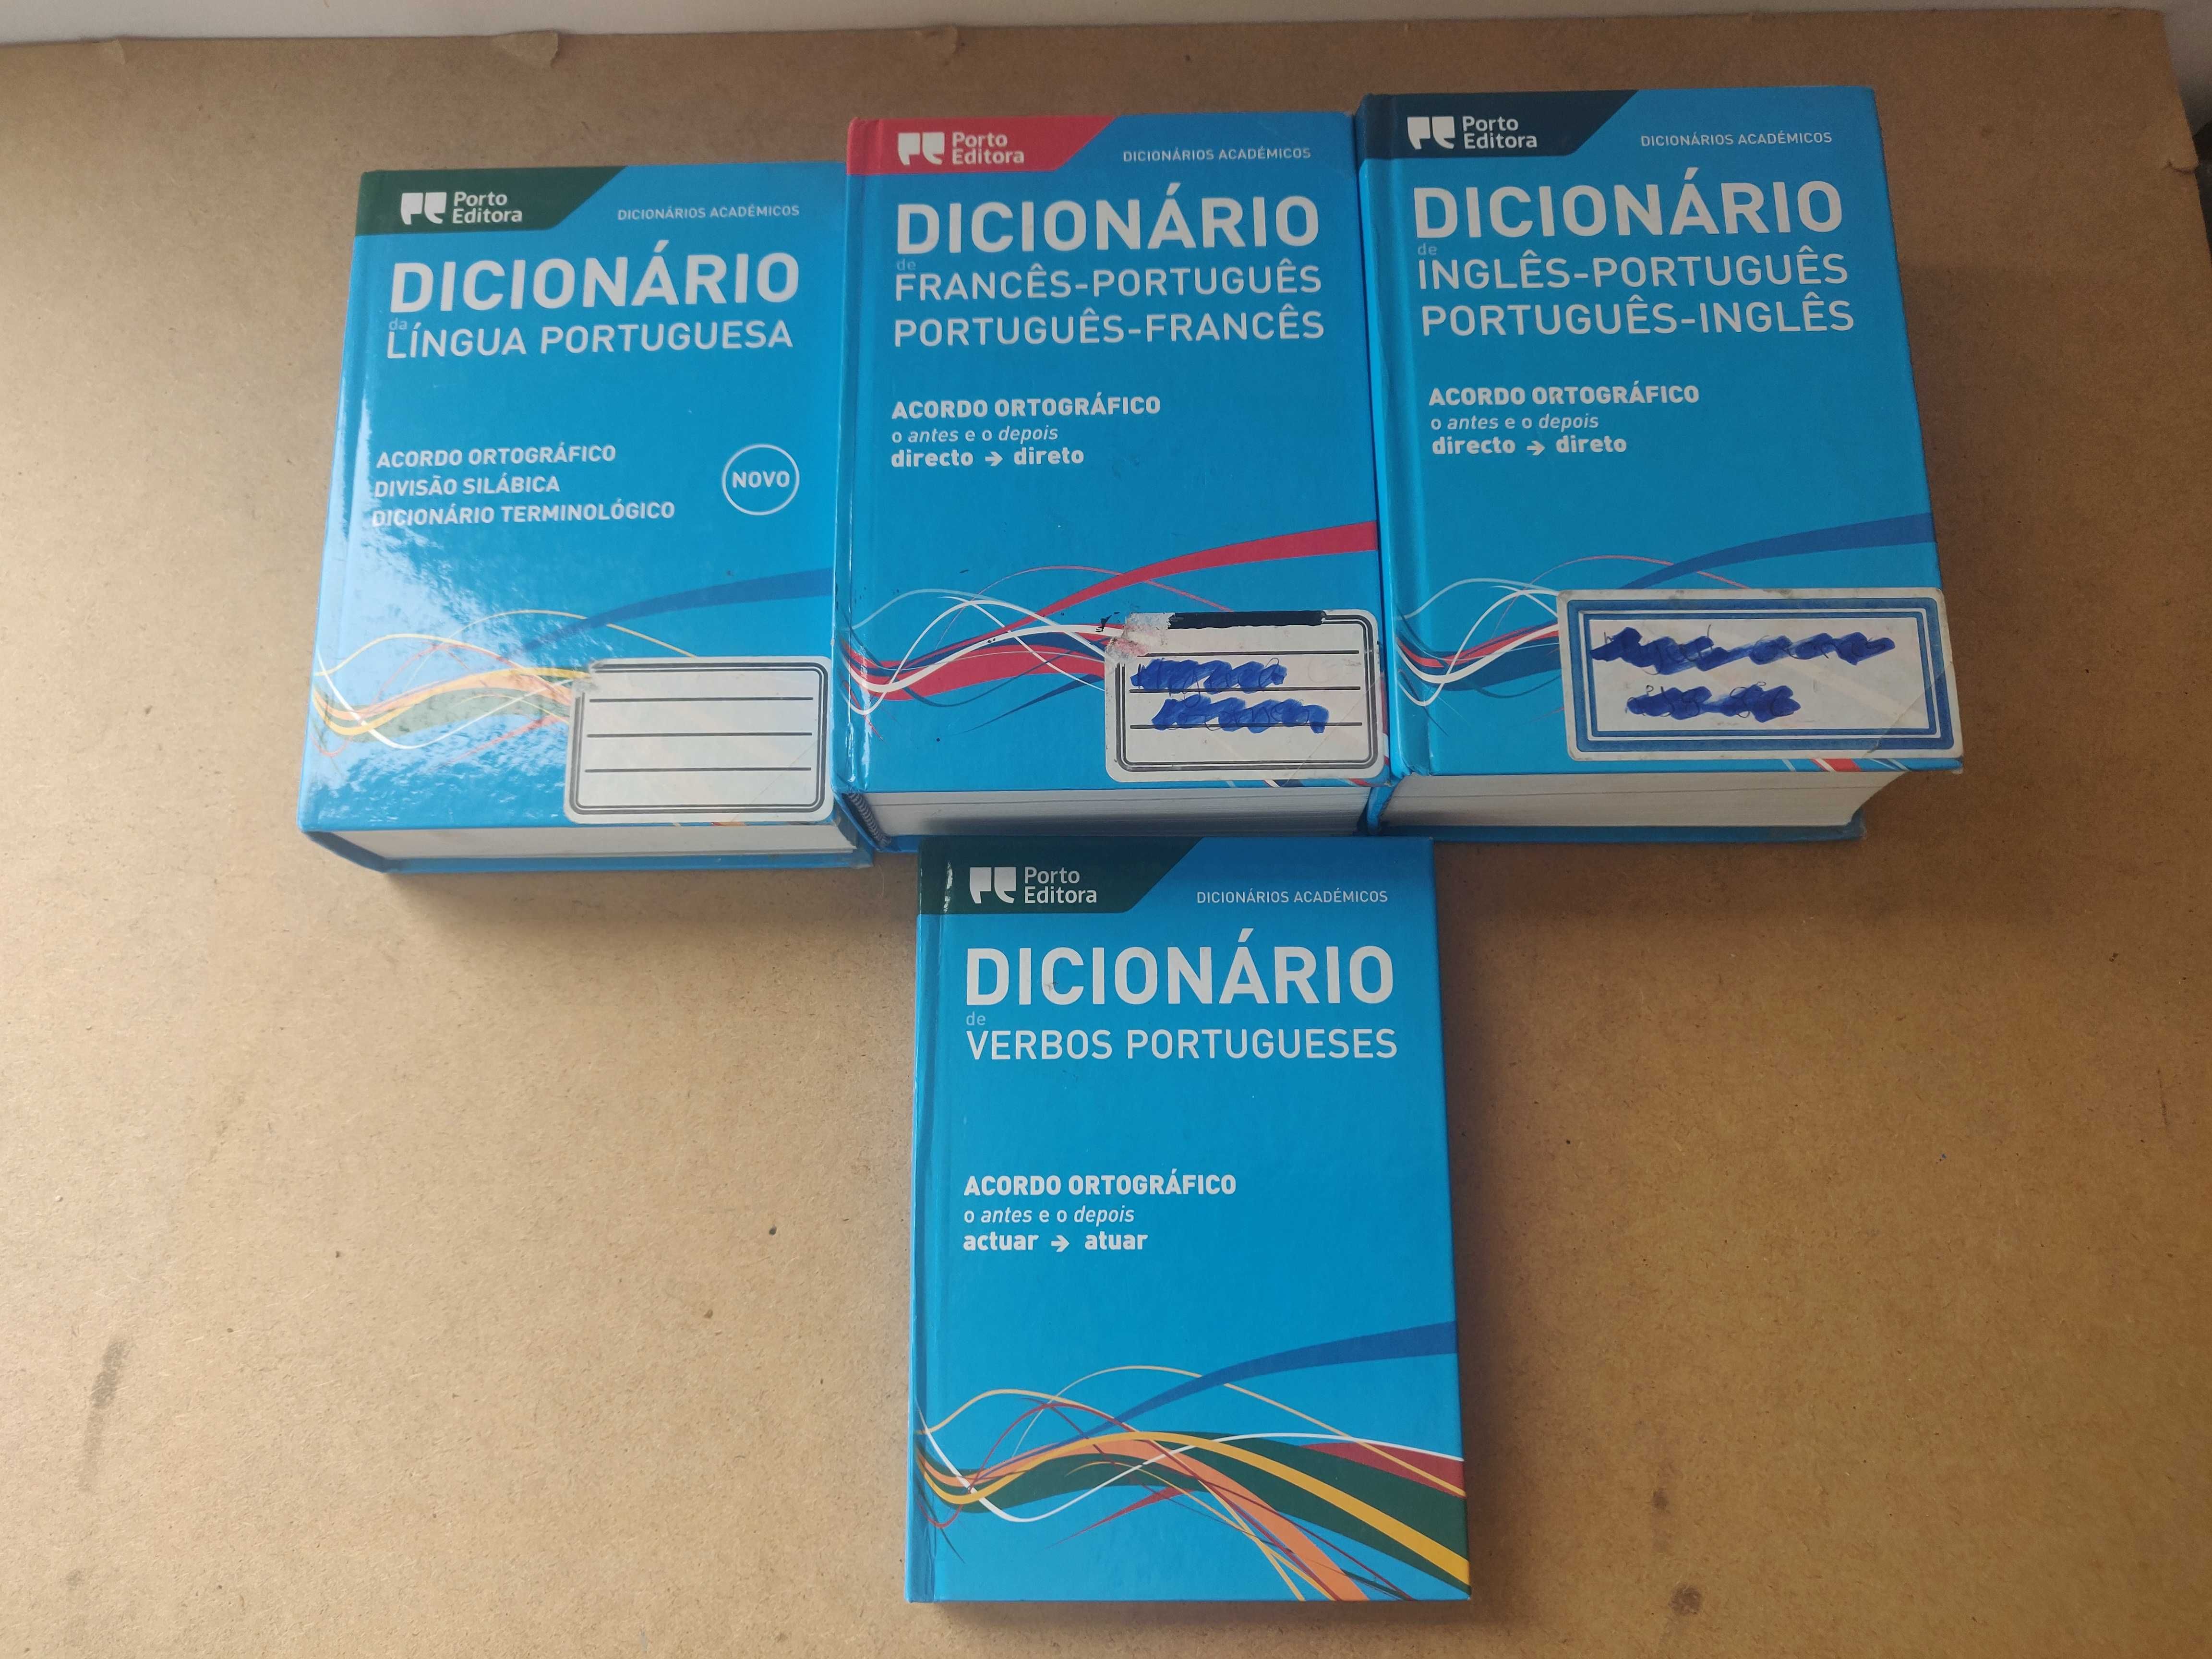 Porto
Editora
DICIONÁRIOS ACADÉMICOS
DICIONÁRIO
da
LÍNGUA PORTUGUESA
ACORDO ORTOGRÁFICO
DIVISÃO SILÁBICA
DICIONÁRIO TERMINOLÓGICO
NOVO
Porto
Editora
DICIONÁRIOS ACADÉMICOS
DICIONÁRIO
de
FRANCÊS-PORTUGUÊS
PORTUGUÊS-FRANCÊS
ACORDO ORTOGRÁFICO
o antes e o depois
directo → direto
Porto
Editora
DICIONÁRIOS ACADÉMICOS
DICIONÁRIO
de
INGLÊS-PORTUGUÊS
PORTUGUÊS-INGLÊS
ACORDO ORTOGRÁFICO
o antes e o depois
directo → direto
Porto
Editora
DICIONÁRIOS ACADÉMICOS
DICIONÁRIO
de
VERBOS PORTUGUESES
ACORDO ORTOGRÁFICO
o antes e o depois
actuar → atuar